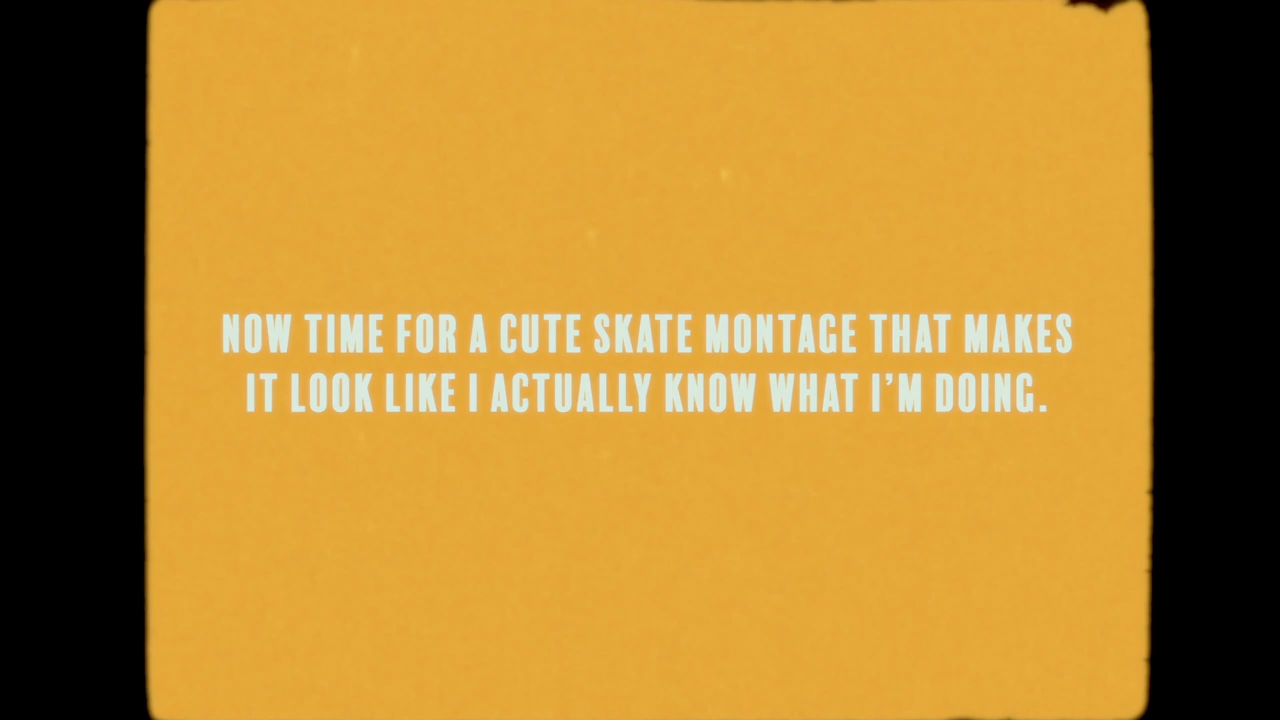 NOW TIME FOR A CUTE SKATE MONTAGE THAT MAKES
IT LOOK LIKE I ACTUALLY KNOW WHAT I’M DOING.